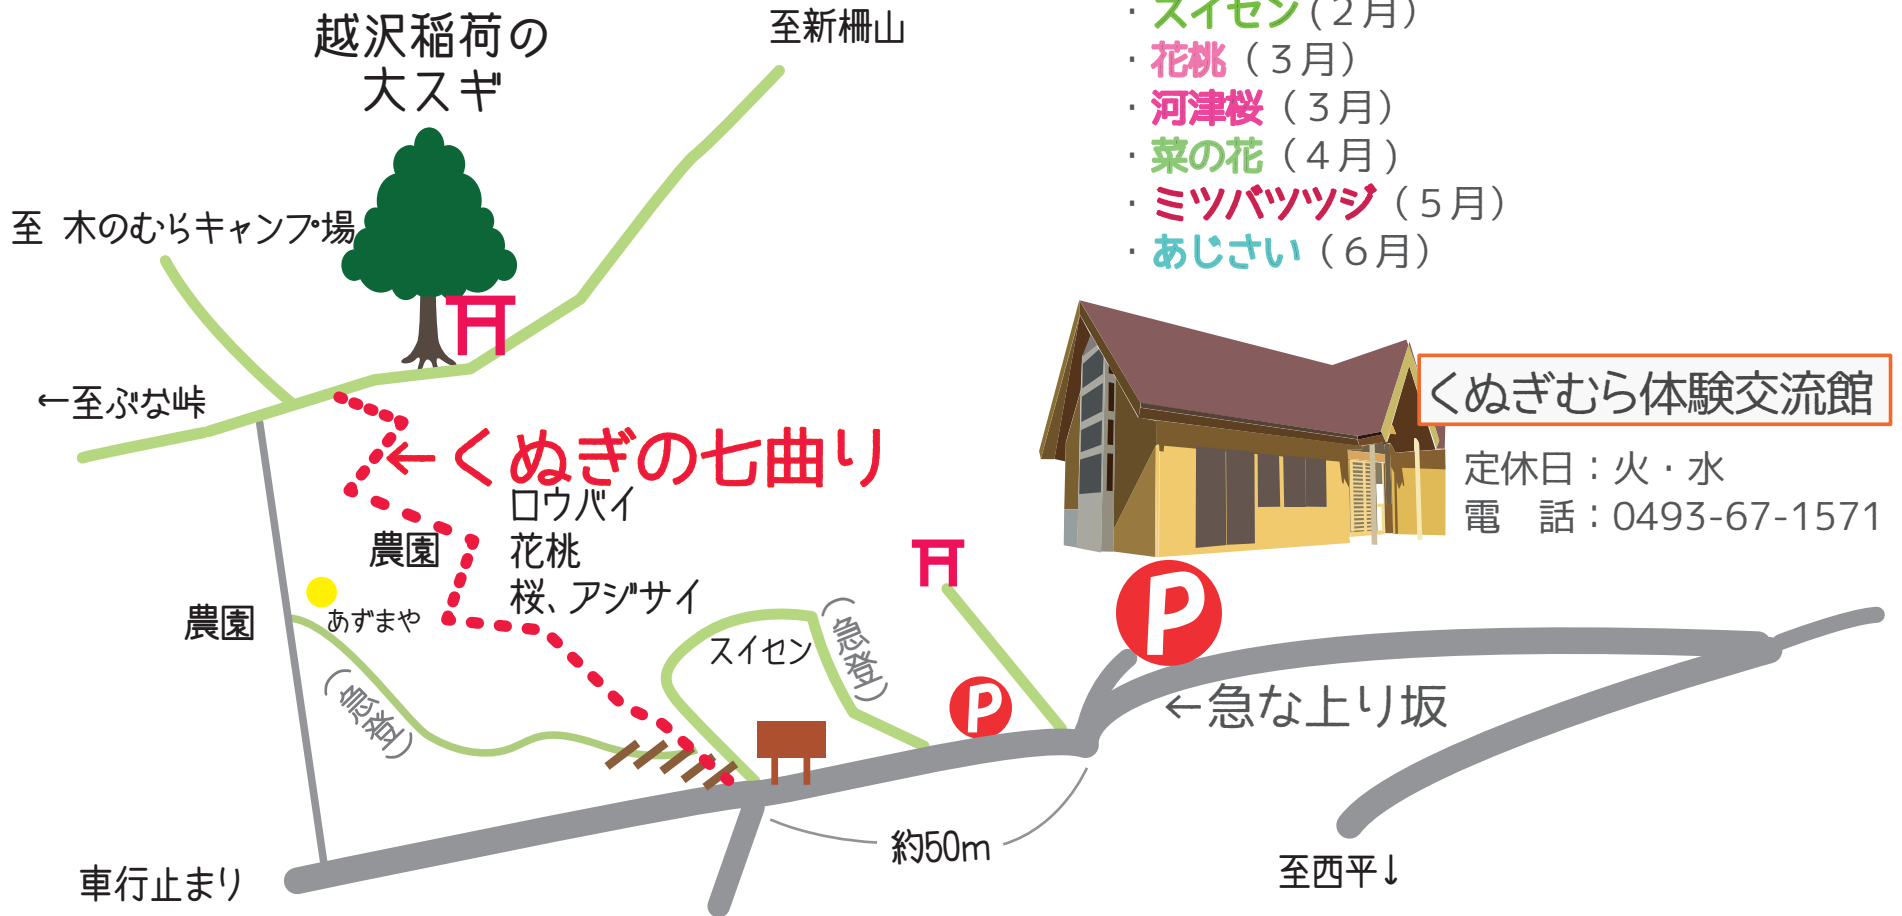 越沢稲荷の
大スギ
至新柵山
・スイセン（２月）
・花桃（３月）
・河津桜（３月）
・菜の花（４月）
・ミツバツツジ（５月）
・あじさい（６月）
至 木のむらキャンプ場
←至ぶな峠
くぬぎむら体験交流館
定休日：火・水
電　話：0493-67-1571
←くぬぎの七曲り
ロウバイ
花桃
桜、アジサイ
農園
あずまや
農園
（急登）
スイセン
（急登）
P
P
←急な上り坂
約50m
車行止まり
至西平↓